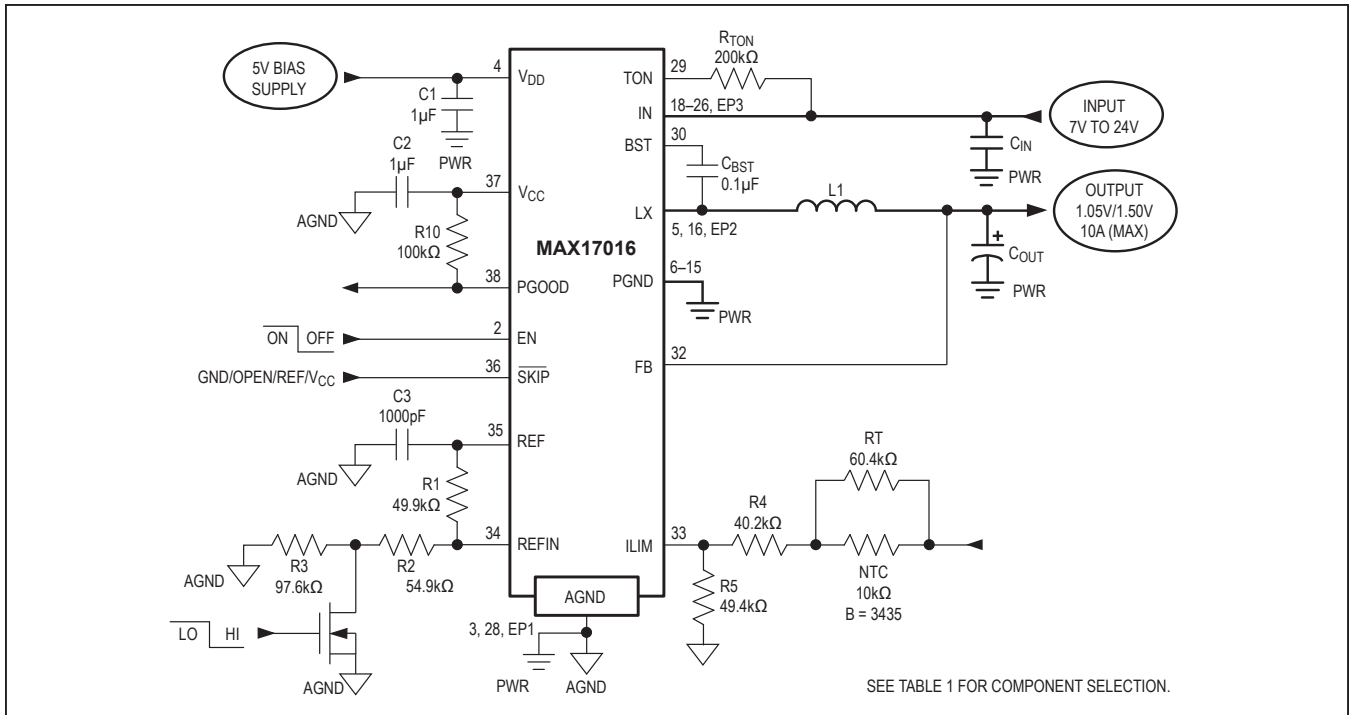 5V BIAS
SUPPLY
4
VDD
C1
1µF
PWR
C2
1µF
AGND
37
VCC
R10
100kΩ
38
PGOOD
ON OFF
2
EN
GND/OPEN/REF/VCC
36
SKIP
C3
1000pF
AGND
35
REF
R1
49.9kΩ
34
REFIN
AGND
R3
97.6kΩ
R2
54.9kΩ
LO HI
AGND
MAX17016
AGND
3, 28, EP1
PWR
AGND
RTON
200kΩ
29
TON
IN
18–26, EP3
INPUT
7V TO 24V
CIN
PWR
30
BST
CBST
0.1µF
LX
5, 16, EP2
L1
OUTPUT
1.05V/1.50V
10A (MAX)
+
COUT
PWR
6–15
PGND
PWR
32
FB
RT
60.4kΩ
R4
40.2kΩ
33
ILIM
NTC
10kΩ
B = 3435
R5
49.4kΩ
SEE TABLE 1 FOR COMPONENT SELECTION.